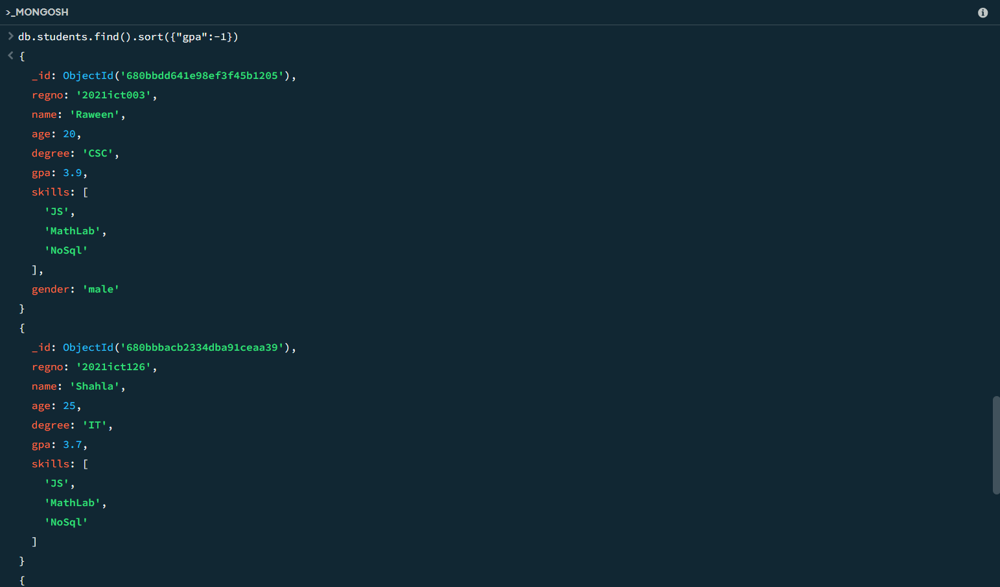 >_MONGOSH
> db.students.find().sort({"gpa":-1})
< {
_id: ObjectId('680bbdd641e98ef3f45b1205'),
regno: '2021ict003',
name: 'Raween',
age: 20,
degree: 'CSC',
gpa: 3.9,
skills: [
'JS',
'MathLab',
'NoSql'
],
gender: 'male'
}
{
_id: ObjectId('680bbbacb2334dba91ceaa39'),
regno: '2021ict126',
name: 'Shahla',
age: 25,
degree: 'IT',
gpa: 3.7,
skills: [
'JS',
'MathLab',
'NoSql'
]
}
{